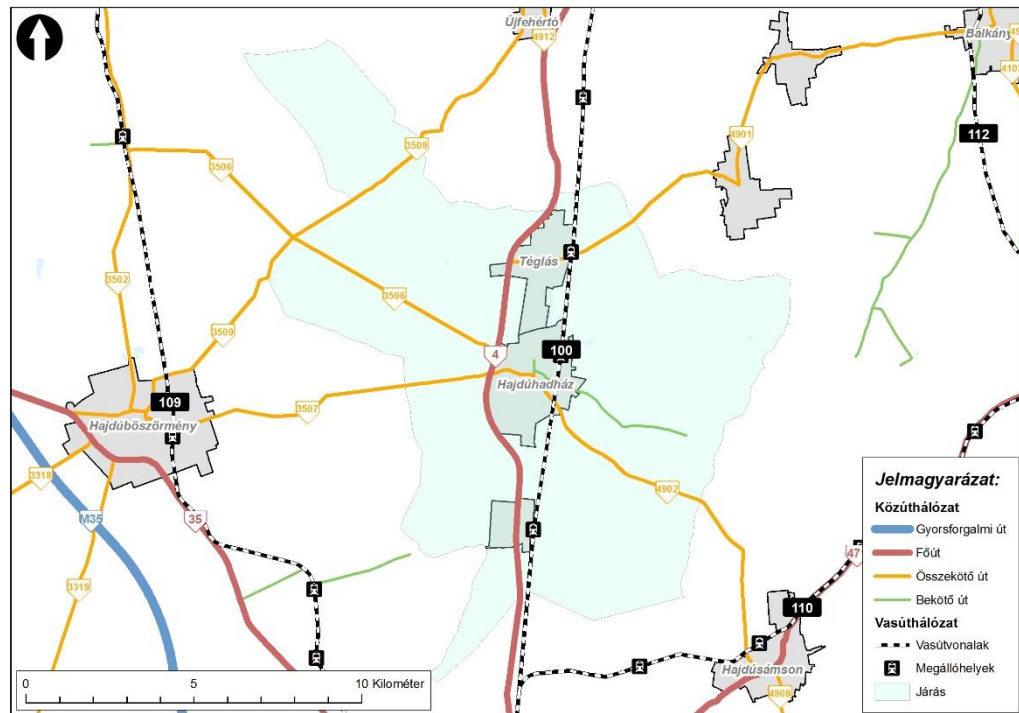 Újfehértó
4912
Balkány
4102
3509
4901
112
3506
Téglás
3502
3506
3509
4
100
109
Hajdúhadház
3507
Hajdúböszörmény
3318
M35
35
4902
3319
471
110
Hajdúsámson
4908
0 5 10 Kilométer
Jelmagyarázat:
Közúthálózat
Gyorsforgalmi út
Főút
Összekötő út
Bekötő út
Vasúthálózat
Vasútvonalak
Megállóhelyek
Járás